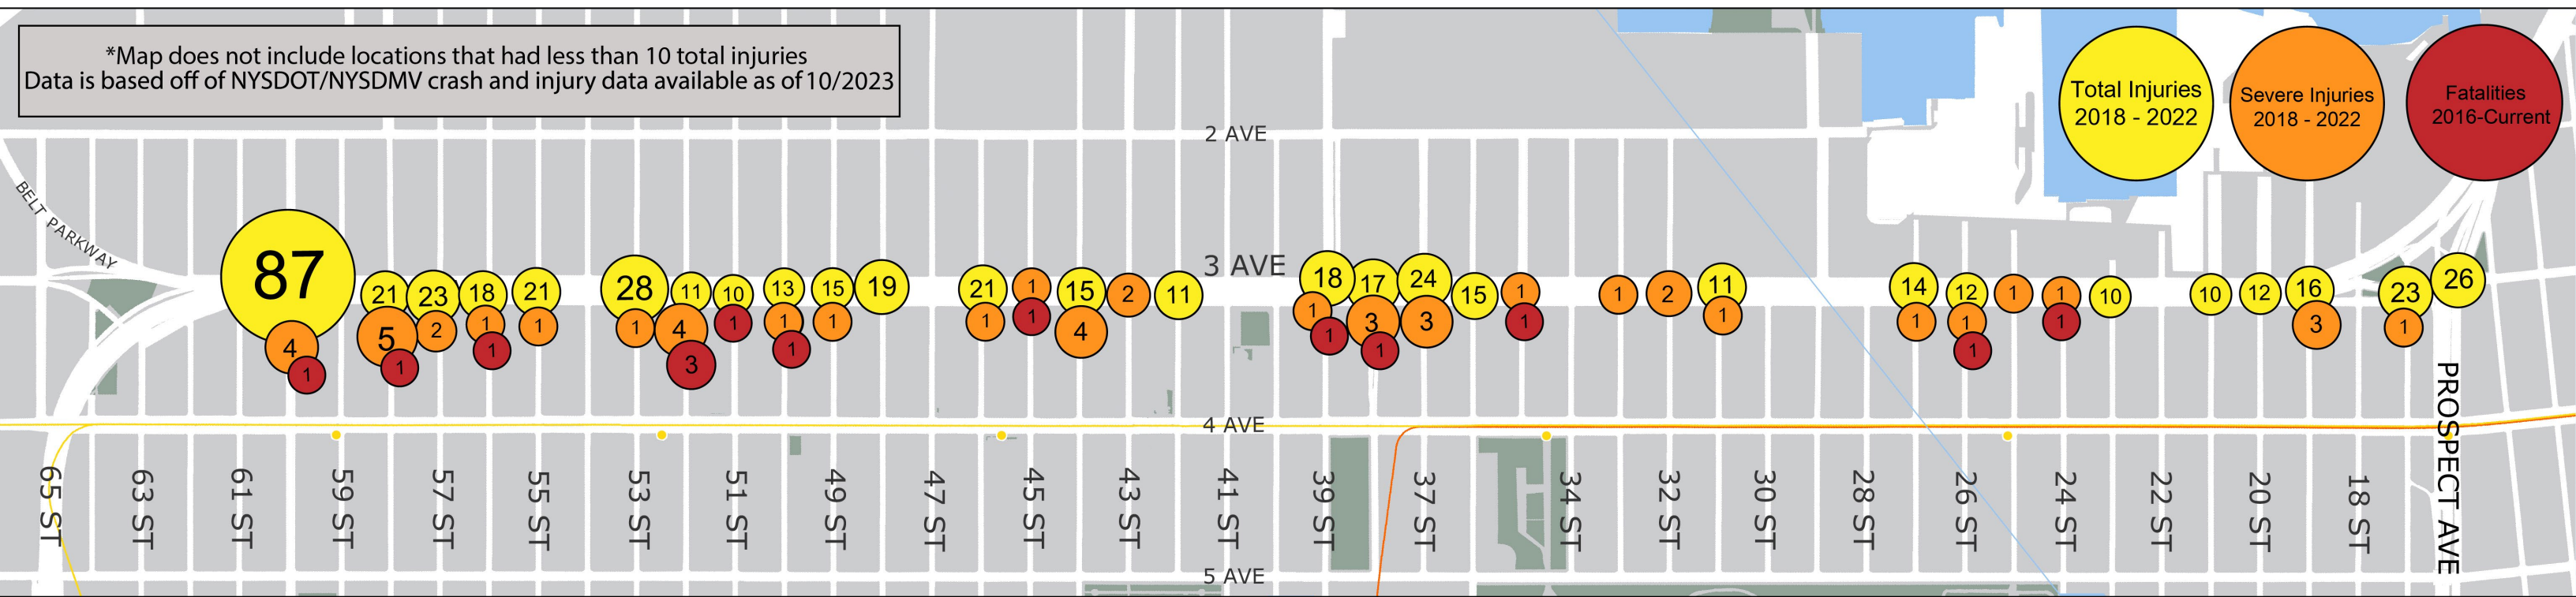 *Map does not include locations that had less than 10 total injuries
Data is based off of NYSDOT/NYSDMV crash and injury data available as of 10/2023
Total Injuries
2018 - 2022
Severe Injuries
2018 - 2022
Fatalities
2016-Current
2 AVE
BELT PARKWAY
3 AVE
87
4
1
21
5
1
23
2
18
1
1
21
1
28
1
11
4
3
10
1
13
1
1
15
1
19
21
1
1
1
15
4
2
11
18
1
1
17
3
1
24
3
15
1
1
1
2
11
1
14
1
12
1
1
1
1
1
10
10
12
16
3
23
1
26
4 AVE
65 ST
63 ST
61 ST
59 ST
57 ST
55 ST
53 ST
51 ST
49 ST
47 ST
45 ST
43 ST
41 ST
39 ST
37 ST
34 ST
32 ST
30 ST
28 ST
26 ST
24 ST
22 ST
20 ST
18 ST
PROSPECT AVE
5 AVE